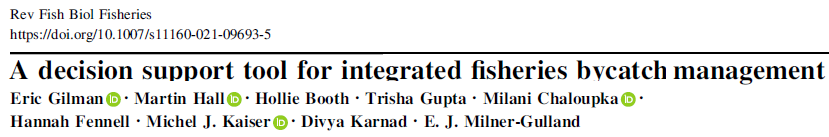 Rev Fish Biol Fisheries
https://doi.org/10.1007/s11160-021-09693-5
A decision support tool for integrated fisheries bycatch management
Eric Gilman · Martin Hall · Hollie Booth · Trisha Gupta · Milani Chaloupka ·
Hannah Fennell · Michel J. Kaiser · Divya Karnad · E. J. Milner-Gulland